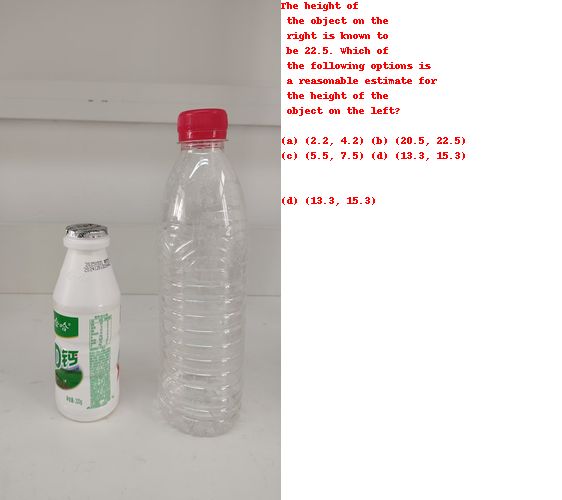 The height of
the object on the
right is known to
be 22.5. Which of
the following options is
a reasonable estimate for
the height of the
object on the left?
(a) (2.2, 4.2) (b) (20.5, 22.5)
(c) (5.5, 7.5) (d) (13.3, 15.3)
(d) (13.3, 15.3)
哈
钙